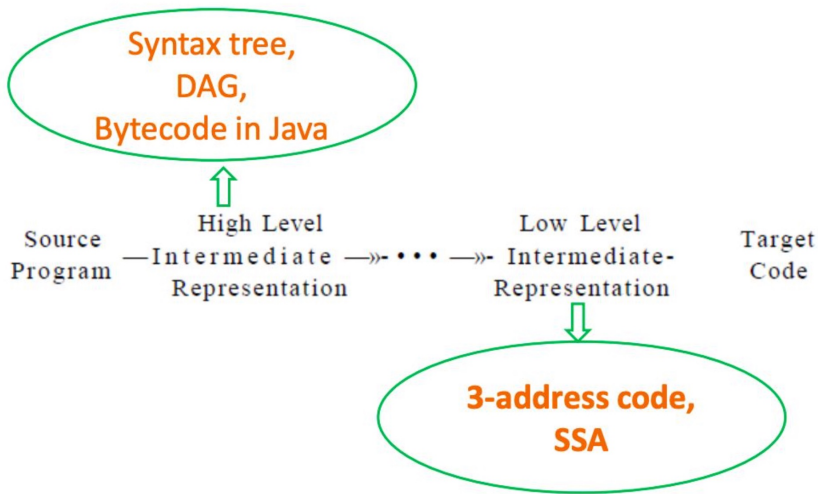 Syntax tree,
DAG,
Bytecode in Java
Source
Program
High Level
Intermediate
Representation
• • •
Low Level
Intermediate-
Representation
Target
Code
3-address code,
SSA